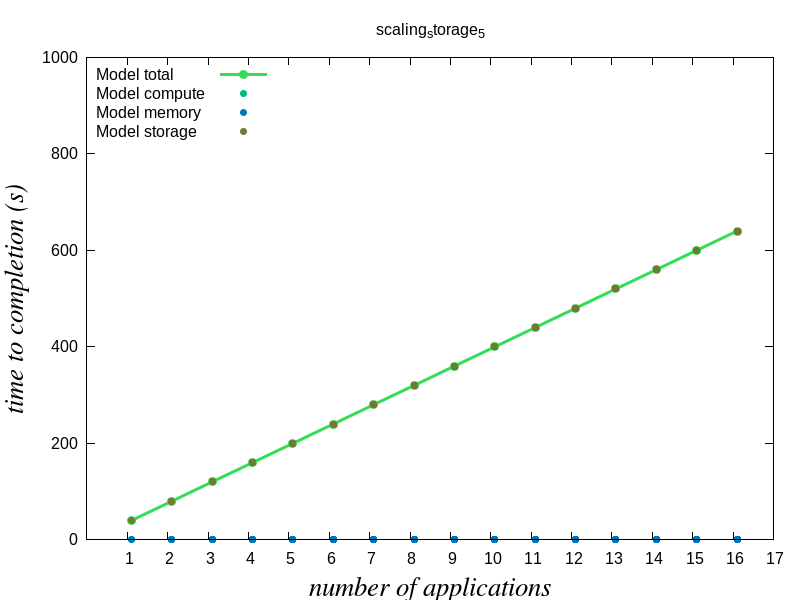 scaling_storage_5
1000
800
600
400
200
0
Model total
Model compute
Model memory
Model storage
time to completion (s)
1 2 3 4 5 6 7 8 9 10 11 12 13 14 15 16 17
number of applications